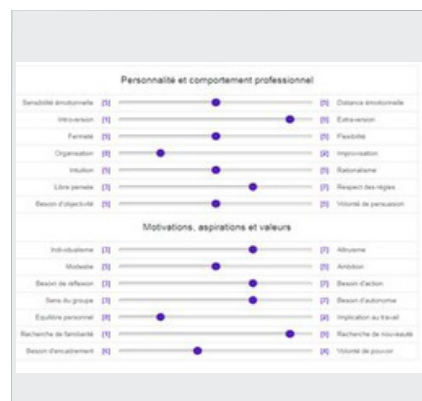 Personnalité et comportement professionnel
Sensibilité émotionnelle [5] [5] Distance émotionnelle
Introversion [1] [9] Extraversion
Fermeté [5] [5] Flexibilité
Organisation [8] [2] Improvisation
Intuition [5] [5] Rationalisme
Libre pensée [3] [7] Respect des règles
Besoin d'objectivité [5] [5] Volonté de persuasion
Motivations, aspirations et valeurs
Individualisme [3] [7] Altruisme
Modestie [5] [5] Ambition
Besoin de réflexion [3] [7] Besoin d'action
Sens du groupe [3] [7] Besoin d'autonomie
Équilibre personnel [8] [2] Implication au travail
Recherche de familiarité [1] [9] Recherche de nouveauté
Besoin d'encadrement [6] [4] Volonté de pouvoir